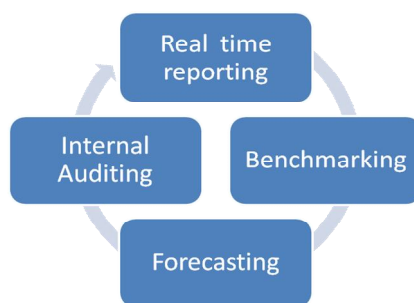 Real time
reporting
Benchmarking
Forecasting
Internal
Auditing